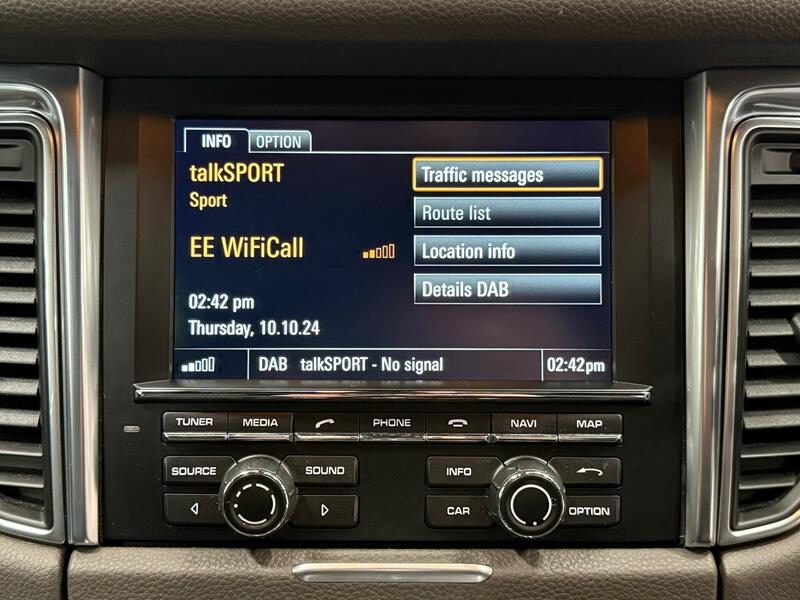 INFO OPTION
talkSPORT
Sport
EE WiFiCall
02:42 pm
Thursday, 10.10.24
Traffic messages
Route list
Location info
Details DAB
DAB talkSPORT - No signal 02:42pm
TUNER MEDIA PHONE NAVI MAP
SOURCE SOUND INFO
CAR OPTION